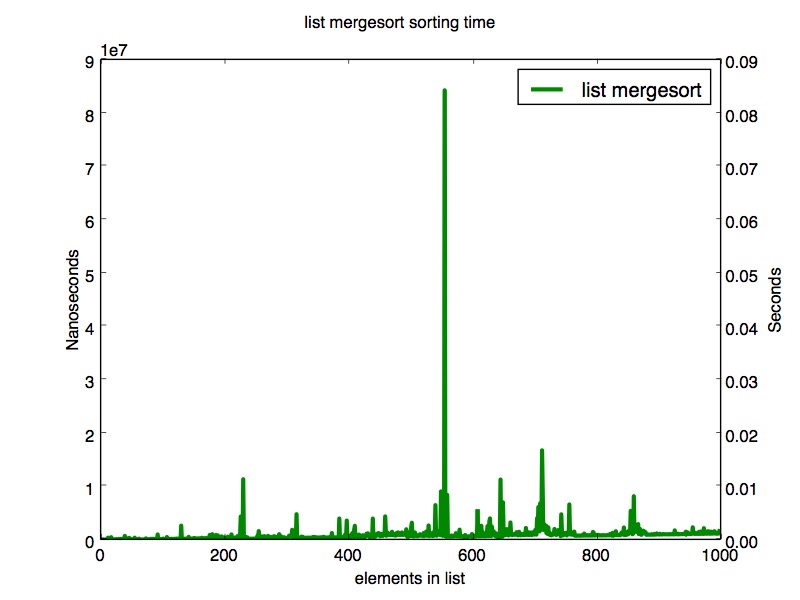 list mergesort sorting time
1e7
list mergesort
9
8
7
6
5
4
3
2
1
0
Nanoseconds
0.09
0.08
0.07
0.06
0.05
0.04
0.03
0.02
0.01
0.00
Seconds
0 200 400 600 800 1000
elements in list